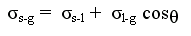 σs-g = σs-l + σl-g cosθ